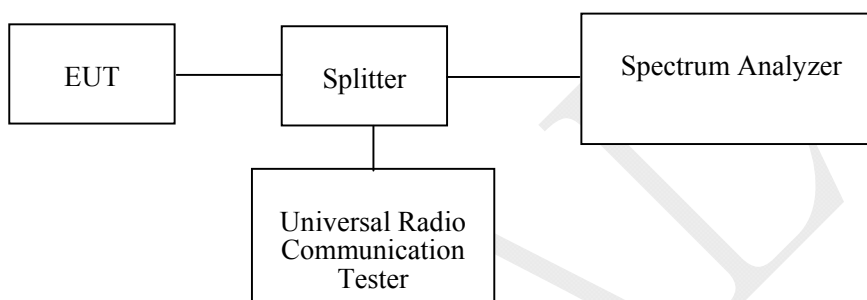 EUT
Splitter
Spectrum Analyzer
Universal Radio
Communication
Tester